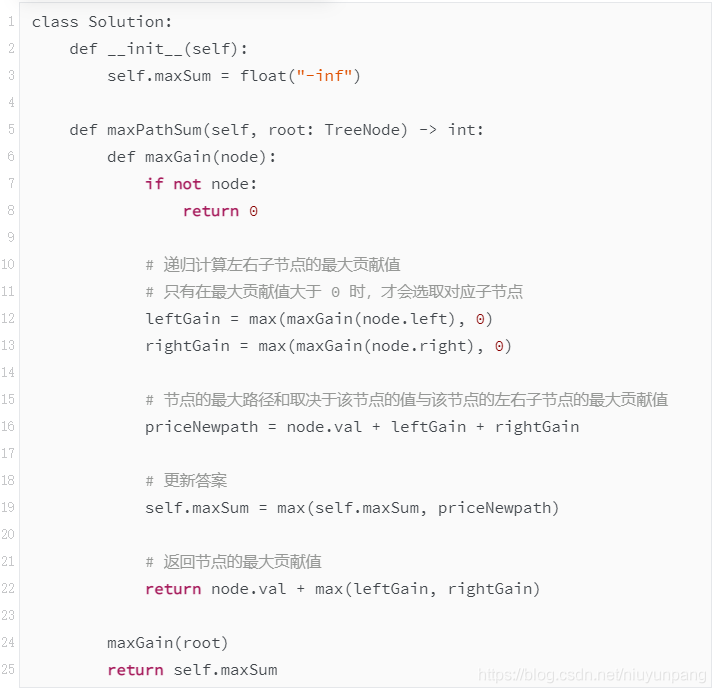 1 class Solution:
2     def __init__(self):
3         self.maxSum = float("-inf")
4
5     def maxPathSum(self, root: TreeNode) -> int:
6         def maxGain(node):
7             if not node:
8                 return 0
9
10             # 递归计算左右子节点的最大贡献值
11             # 只有在最大贡献值大于 0 时，才会选取对应子节点
12             leftGain = max(maxGain(node.left), 0)
13             rightGain = max(maxGain(node.right), 0)
14
15             # 节点的最大路径和取决于该节点的值与该节点的左右子节点的最大贡献值
16             priceNewpath = node.val + leftGain + rightGain
17
18             # 更新答案
19             self.maxSum = max(self.maxSum, priceNewpath)
20
21             # 返回节点的最大贡献值
22             return node.val + max(leftGain, rightGain)
23
24         maxGain(root)
25         return self.maxSum
https://blog.csdn.net/niuyunpang